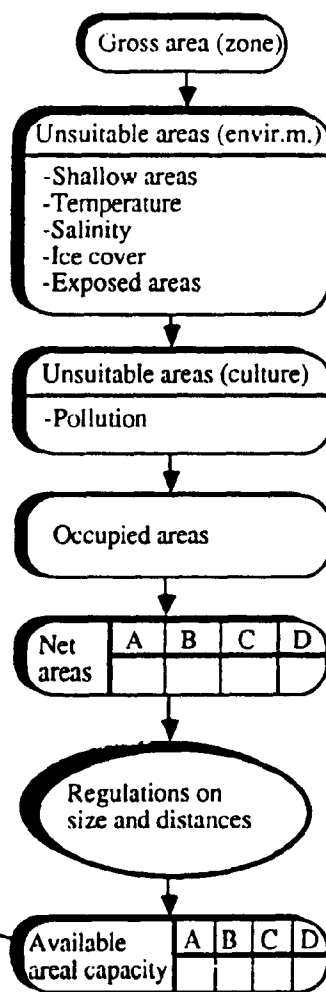 Gross area (zone)
Unsuitable areas (envir.m.)
-Shallow areas
-Temperature
-Salinity
-Ice cover
-Exposed areas
Unsuitable areas (culture)
-Pollution
Occupied areas
Net areas
A B C D
Regulations on
size and distances
Available
areal capacity
A B C D